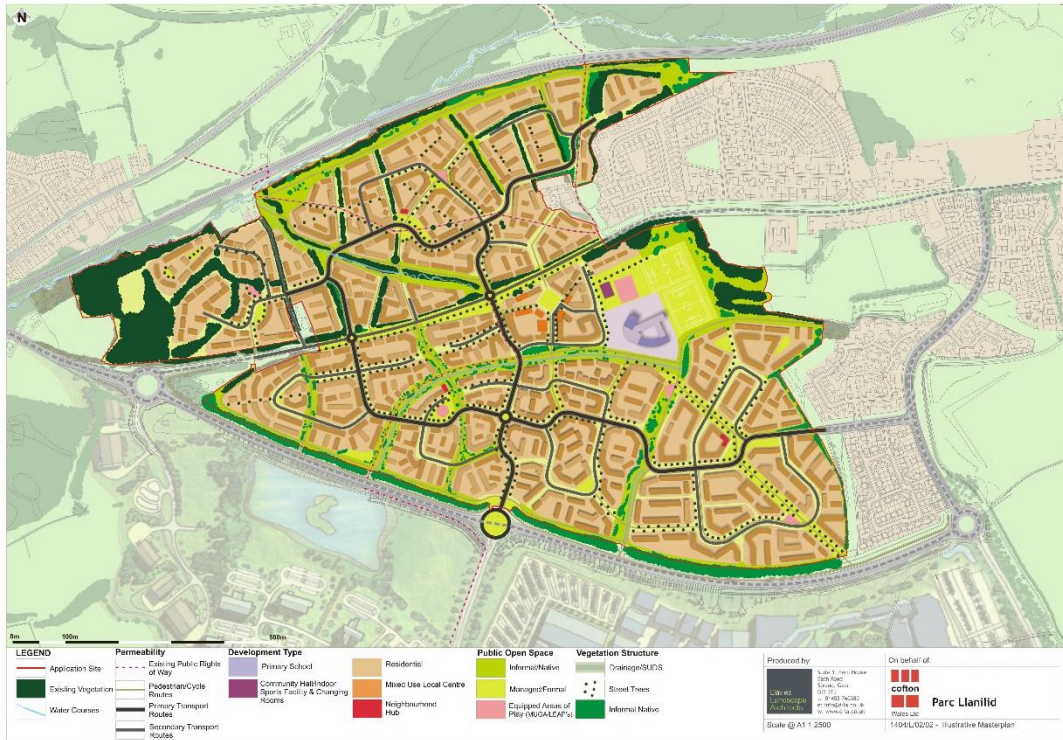 N
0m 100m 500m
LEGEND
Application Site
Existing Vegetation
Water Courses
Permeability
Existing Public Rights
of Way
Pedestrian/Cycle
Routes
Primary Transport
Routes
Secondary Transport
Routes
Development Type
Primary School
Community Hall/Indoor
Sports Facility & Changing
Rooms
Residential
Mixed Use Local Centre
Neighbourhood
Hub
Public Open Space
Informal/Native
Managed/Formal
Equipped Areas of
Play (MUGA/LEAP's)
Vegetation Structure
Drainage/SUDS
Street Trees
Informal Native
Produced by:
Davies
Landscape
Architects
Bath Road
Scale @ A1 1:2500
On behalf of:
cofton
Wales Ltd
Parc Llanilid
1404/L/02/02 - Illustrative Masterplan